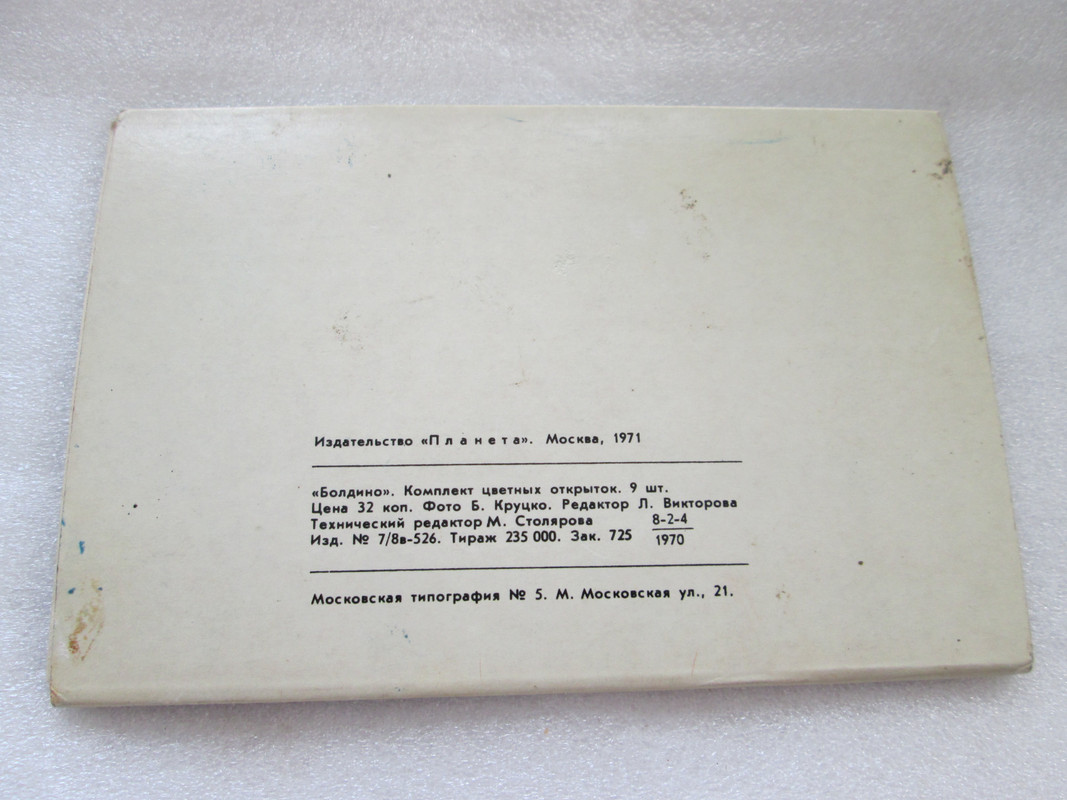 Издательство «Планета». Москва, 1971
«Болдино». Комплект цветных открыток. 9 шт.
Цена 32 коп. Фото Б. Круцко. Редактор Л. Викторова
Технический редактор М. Столярова 8-2-4
Изд. № 7/8в-526. Тираж 235 000. Зак. 725 1970
Московская типография № 5. М. Московская ул., 21.